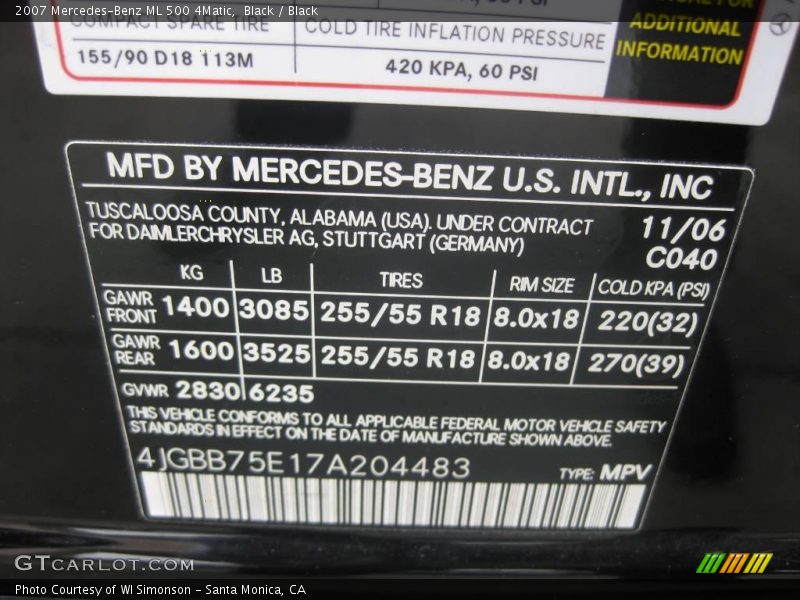 2007 Mercedes-Benz ML 500 4Matic, Black / Black
COMPACT SPARE TIRE COLD TIRE INFLATION PRESSURE
155/90 D18 113M 420 KPA, 60 PSI
ADDITIONAL
INFORMATION
MFD BY MERCEDES-BENZ U.S. INTL., INC
TUSCALOOSA COUNTY, ALABAMA (USA). UNDER CONTRACT 11/06
FOR DAIMLERCHRYSLER AG, STUTTGART (GERMANY) C040
KG LB TIRES RIM SIZE COLD KPA (PSI)
GAWR FRONT 1400 3085 255/55 R18 8.0x18 220(32)
GAWR REAR 1600 3525 255/55 R18 8.0x18 270(39)
GVWR 2830 6235
THIS VEHICLE CONFORMS TO ALL APPLICABLE FEDERAL MOTOR VEHICLE SAFETY
STANDARDS IN EFFECT ON THE DATE OF MANUFACTURE SHOWN ABOVE.
4JGBB75E17A204483 TYPE: MPV
GTCARLOT.COM
Photo Courtesy of WI Simonson - Santa Monica, CA